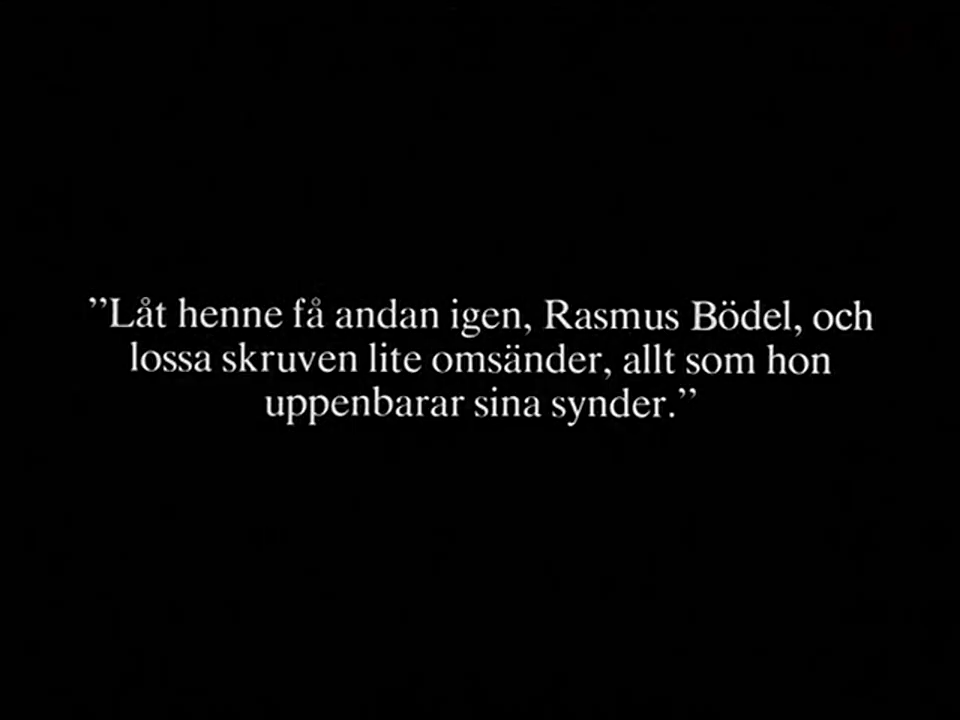 ”Låt henne få andan igen, Rasmus Bödel, och
lossa skruven lite omsänder, allt som hon
uppenbarar sina synder.”